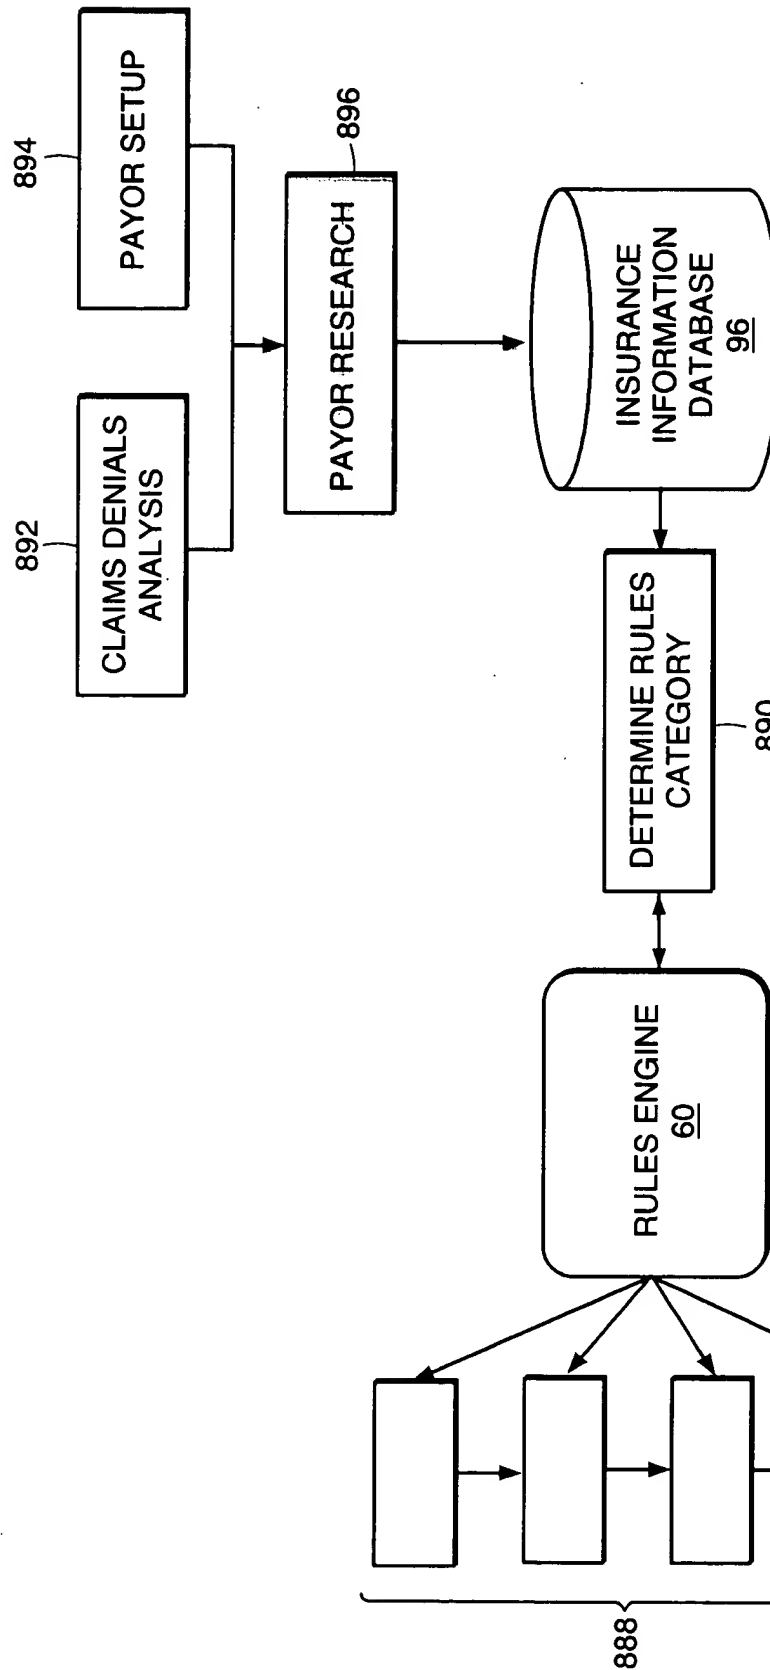 894
PAYOR SETUP
892
CLAIMS DENIALS
ANALYSIS
896
PAYOR RESEARCH
INSURANCE
INFORMATION
DATABASE
96
DETERMINE RULES
CATEGORY
890
RULES ENGINE
60
888